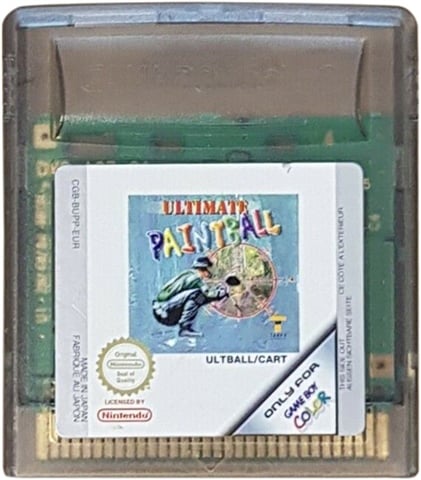 CGB-BUPP-EUR
ULTIMATE
PAINTBALL
ULTBALL/CART
Original
Nintendo
Seal of
Quality
LICENSED BY
Nintendo
MADE IN JAPAN
FABRIQUÉ AU JAPON
ONLY FOR
GAME BOY
COLOR
THIS SIDE OUT
CE CÔTÉ A L'EXTÉRIEUR
AUSSEN SICHTBARE SEITE